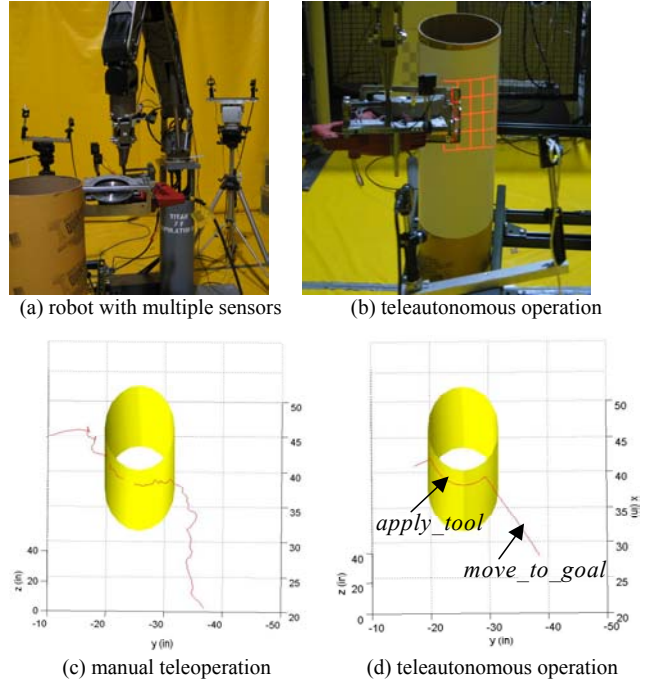 TITAN
(a) robot with multiple sensors
(b) teleautonomous operation
50
45
40
35
30
25
20
x (in)
40
20
0
z (in)
-10
-20
-30
-40
-50
y (in)
(c) manual teleoperation
50
45
40
35
30
25
20
x (in)
apply_tool
move_to_goal
40
20
0
z (in)
-10
-20
-30
-40
-50
y (in)
(d) teleautonomous operation